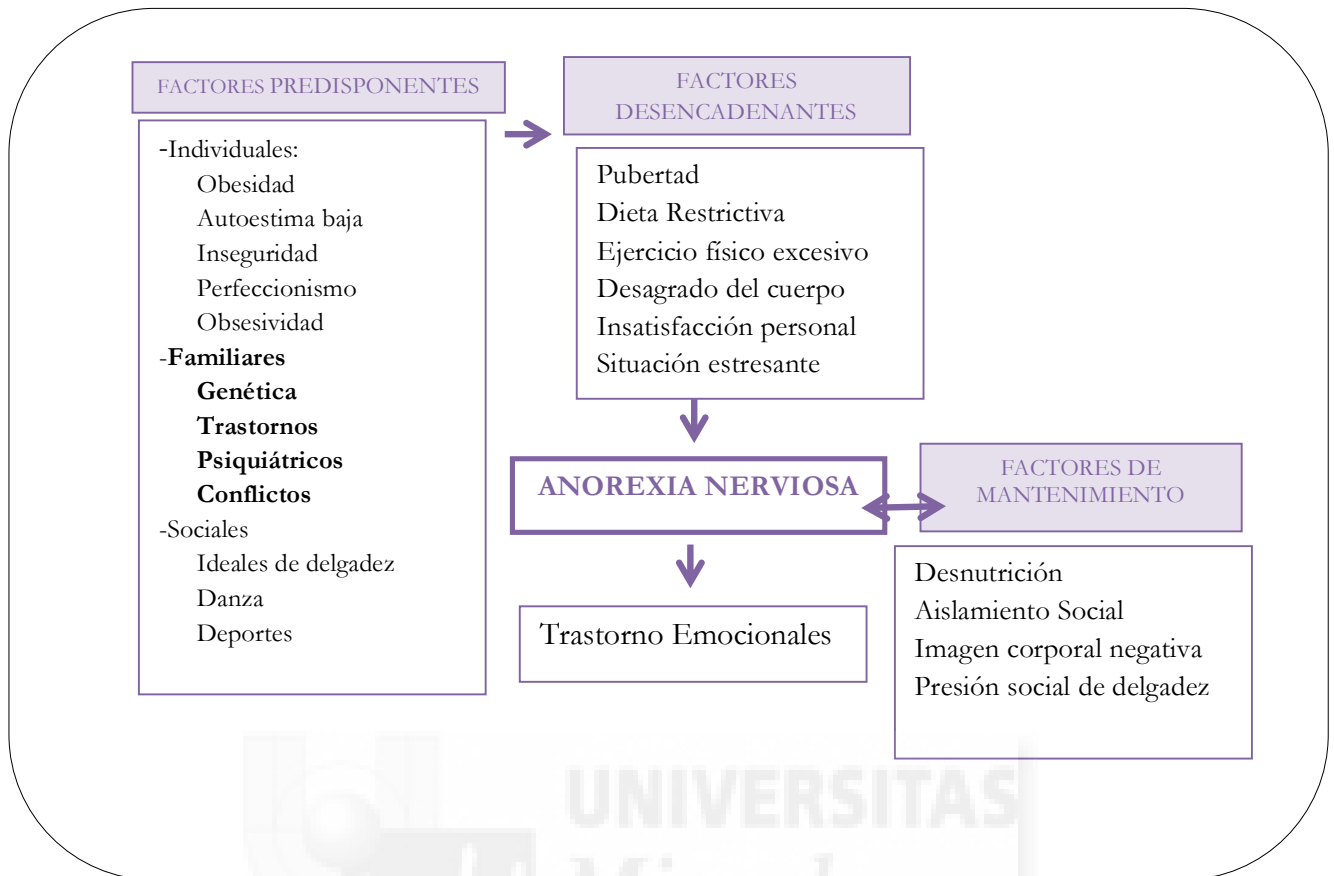 FACTORES PREDISPONENTES
-Individuales:
Obesidad
Autoestima baja
Inseguridad
Perfeccionismo
Obsesividad
-Familiares
Genética
Trastornos
Psiquiátricos
Conflictos
-Sociales
Ideales de delgadez
Danza
Deportes
FACTORES
DESENCADENANTES
Pubertad
Dieta Restrictiva
Ejercicio físico excesivo
Desagrado del cuerpo
Insatisfacción personal
Situación estresante
ANOREXIA NERVIOSA
Trastorno Emocionales
FACTORES DE
MANTENIMIENTO
Desnutrición
Aislamiento Social
Imagen corporal negativa
Presión social de delgadez
UNIVERSITAS